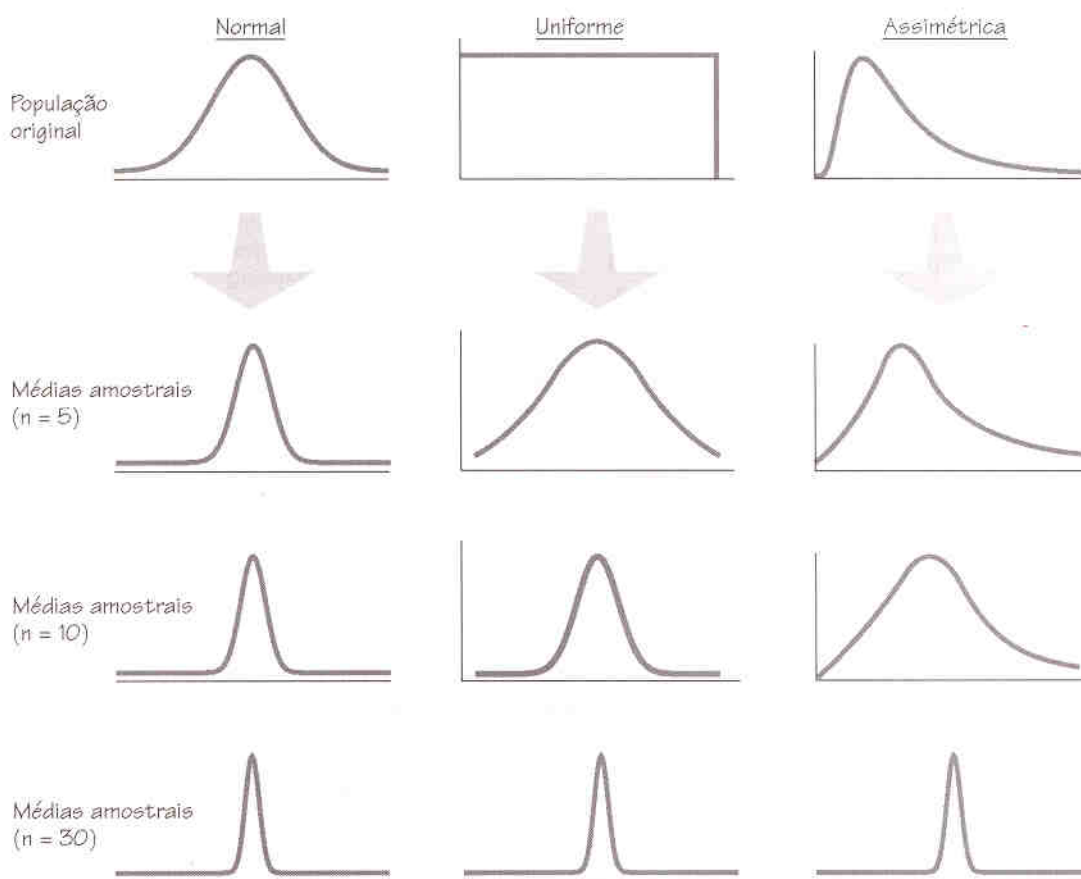 Normal
Uniforme
Assimétrica
População
original
Médias amostrais
(n = 5)
Médias amostrais
(n = 10)
Médias amostrais
(n = 30)